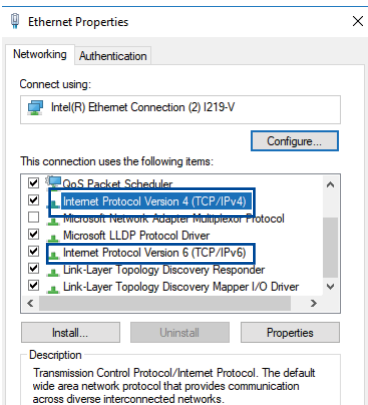 Ethernet Properties
Networking Authentication
Connect using:
Intel(R) Ethernet Connection (2) I219-V
Configure...
This connection uses the following items:
QoS Packet Scheduler
Internet Protocol Version 4 (TCP/IPv4)
Microsoft Network Adapter Multiplexor Protocol
Microsoft LLDP Protocol Driver
Internet Protocol Version 6 (TCP/IPv6)
Link-Layer Topology Discovery Responder
Link-Layer Topology Discovery Mapper I/O Driver
Install... Uninstall Properties
Description
Transmission Control Protocol/Internet Protocol. The default
wide area network protocol that provides communication
across diverse interconnected networks.